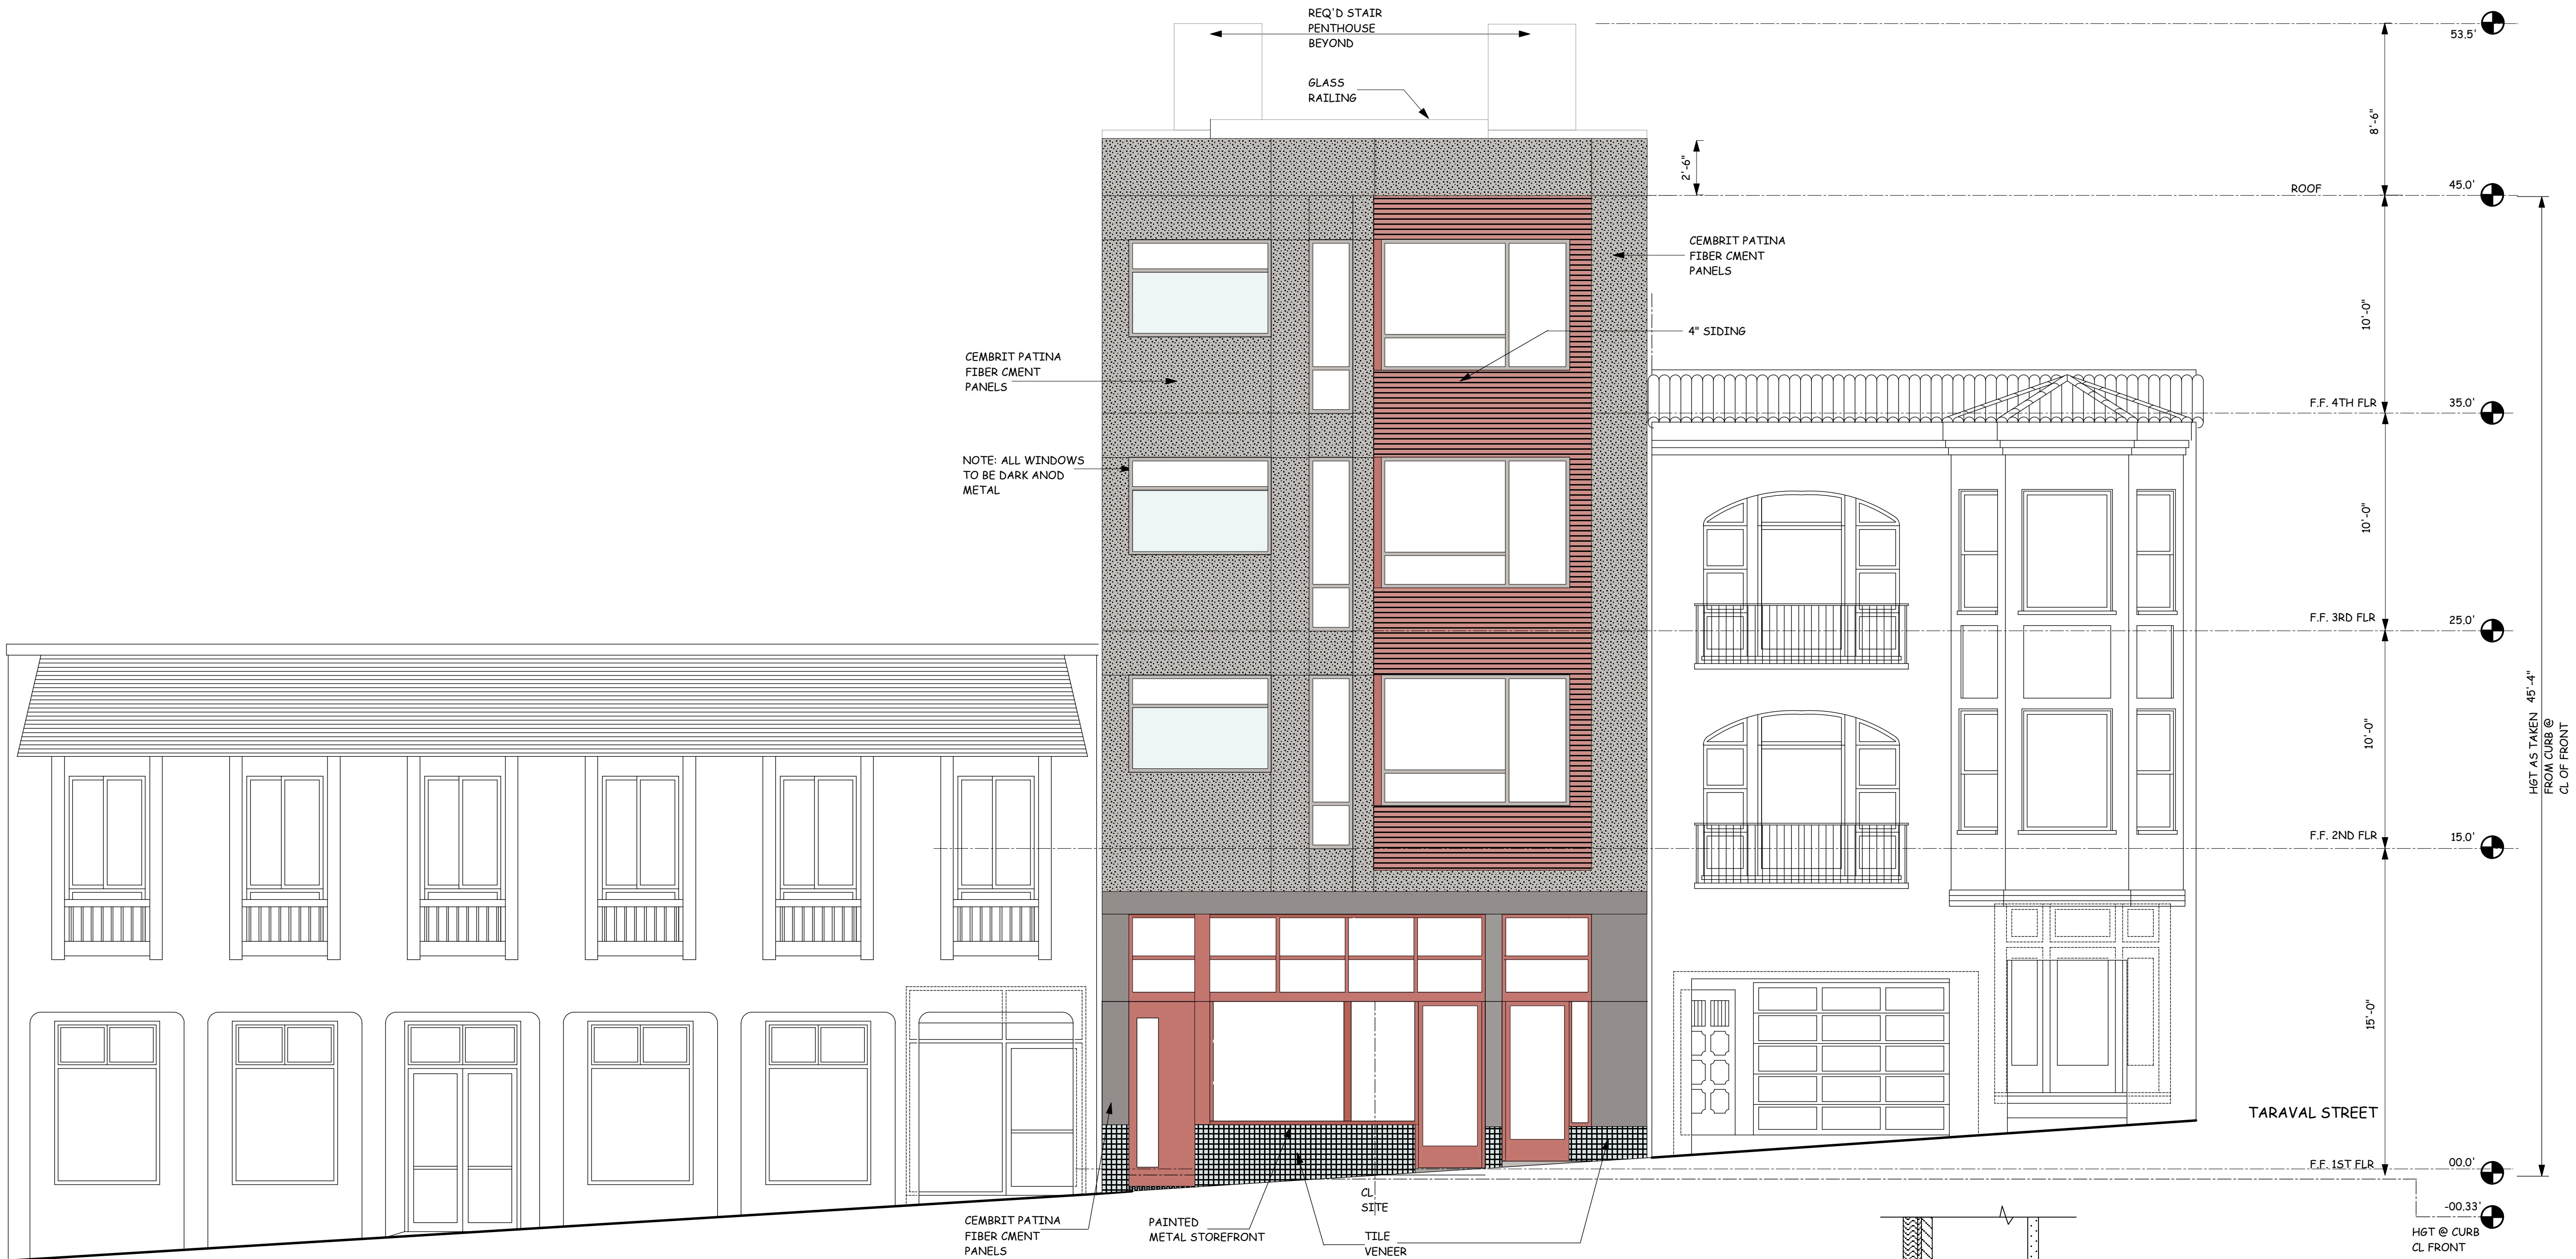 REQ'D STAIR
PENTHOUSE
BEYOND
53.5'
GLASS
RAILING
8'-6"
2'-6"
ROOF
45.0'
CEMBRIT PATINA
FIBER CMENT
PANELS
10'-0"
4" SIDING
CEMBRIT PATINA
FIBER CMENT
PANELS
F.F. 4TH FLR
35.0'
NOTE: ALL WINDOWS
TO BE DARK ANOD
METAL
10'-0"
F.F. 3RD FLR
25.0'
10'-0"
HGT AS TAKEN 45'-4"
FROM CURB @
CL OF FRONT
F.F. 2ND FLR
15.0'
15'-0"
TARAVAL STREET
F.F. 1ST FLR
00.0'
CL
SITE
-00.33'
HGT @ CURB
CL FRONT
CEMBRIT PATINA
FIBER CMENT
PANELS
PAINTED
METAL STOREFRONT
TILE
VENEER